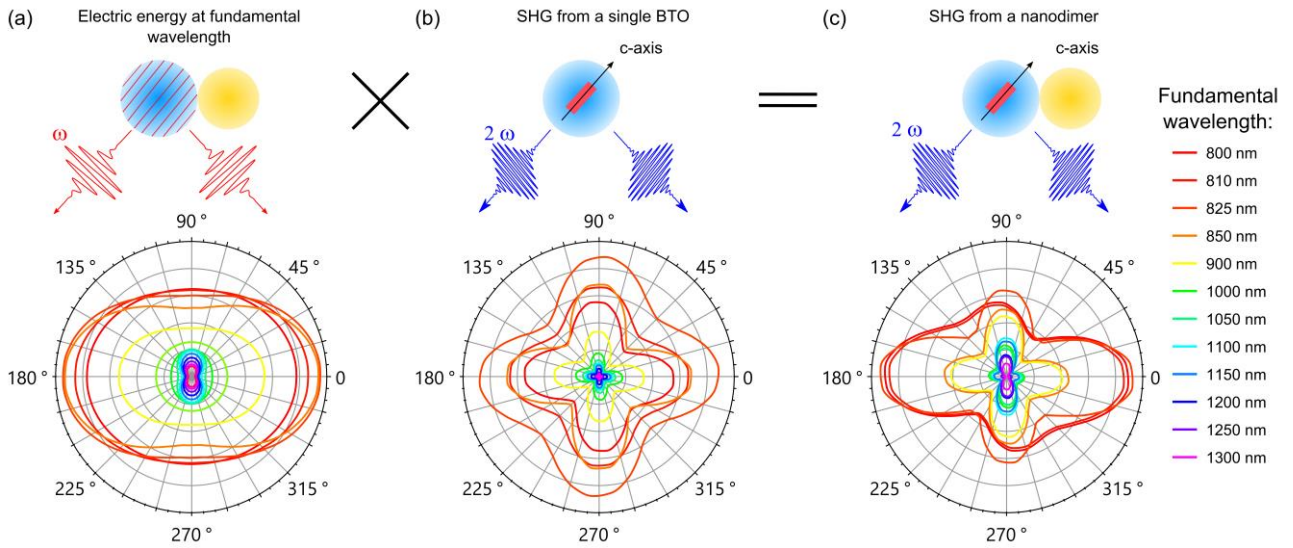 (a)
Electric energy at fundamental
wavelength
ω
90 °
135 °
45 °
180 °
0
225 °
315 °
270 °
(b)
SHG from a single BTO
c-axis
2 ω
90 °
135 °
45 °
180 °
0
225 °
315 °
270 °
(c)
SHG from a nanodimer
c-axis
2 ω
90 °
135 °
45 °
180 °
0
225 °
315 °
270 °
Fundamental
wavelength:
800 nm
810 nm
825 nm
850 nm
900 nm
1000 nm
1050 nm
1100 nm
1150 nm
1200 nm
1250 nm
1300 nm